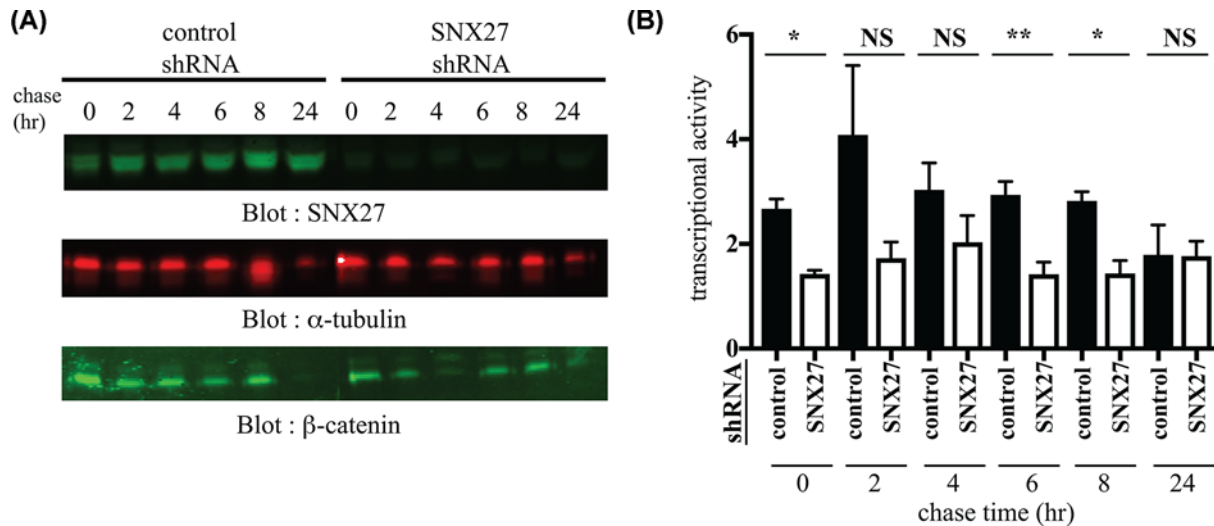 (A)
control
shRNA
SNX27
shRNA
chase
(hr)
0 2 4 6 8 24 0 2 4 6 8 24
Blot : SNX27
Blot : α-tubulin
Blot : β-catenin
(B)
transcriptional activity
6
4
2
0
* NS NS ** * NS
shRNA
control SNX27 control SNX27 control SNX27 control SNX27 control SNX27 control SNX27
0 2 4 6 8 24
chase time (hr)